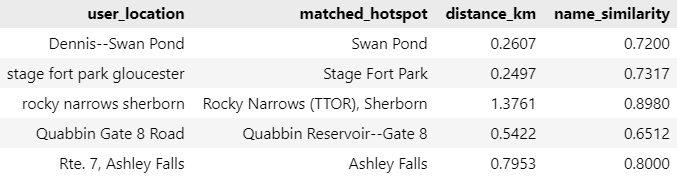 user_location matched_hotspot distance_km name_similarity
Dennis--Swan Pond Swan Pond 0.2607 0.7200
stage fort park gloucester Stage Fort Park 0.2497 0.7317
rocky narrows sherborn Rocky Narrows (TTOR), Sherborn 1.3761 0.8980
Quabbin Gate 8 Road Quabbin Reservoir--Gate 8 0.5422 0.6512
Rte. 7, Ashley Falls Ashley Falls 0.7953 0.8000